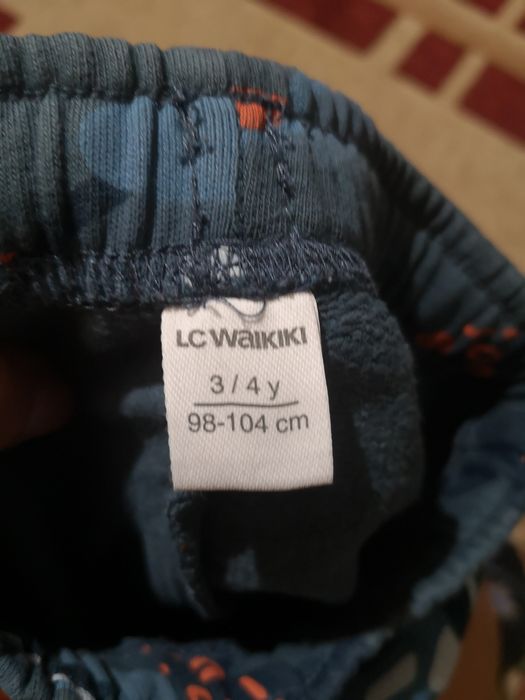 LC WAIKIKI
3 / 4 y
98-104 cm